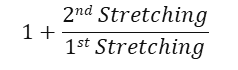 1 + 2nd Stretching
1st Stretching